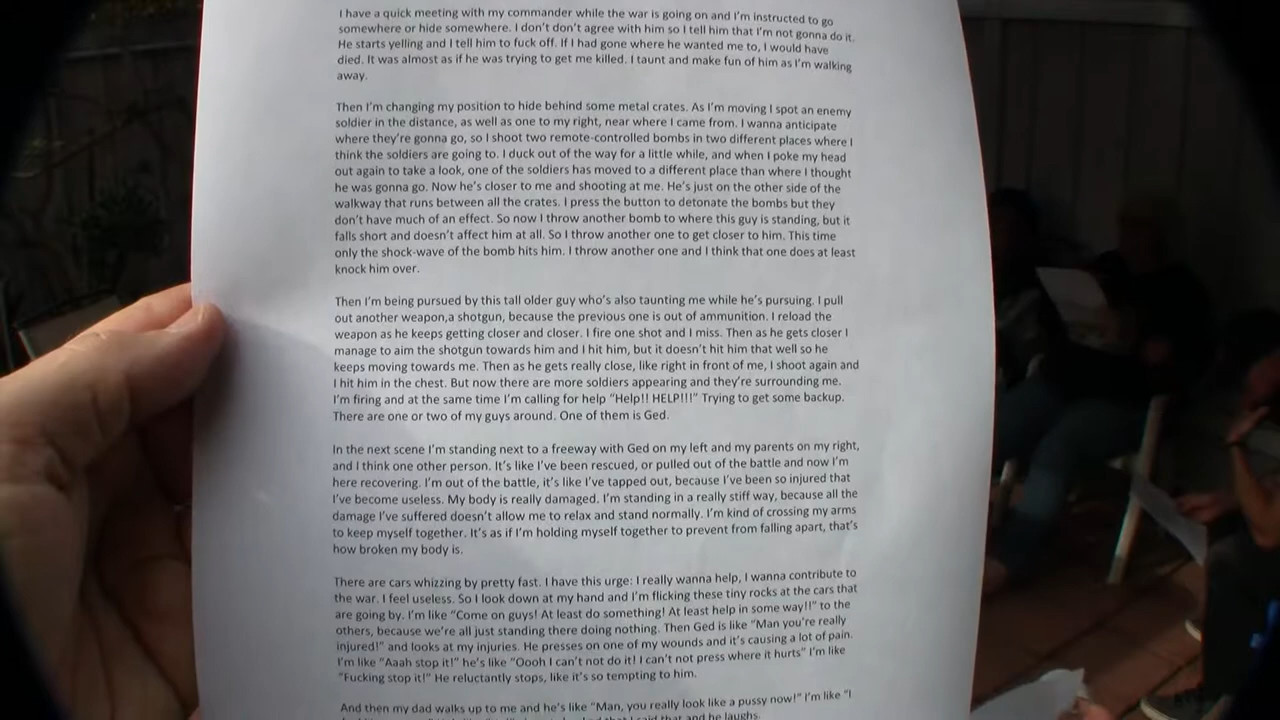 I have a quick meeting with my commander while the war is going on and I'm instructed to go
somewhere or hide somewhere. I don't don't agree with him so I tell him that I'm not gonna do it.
He starts yelling and I tell him to fuck off. If I had gone where he wanted me to, I would have
died. It was almost as if he was trying to get me killed. I taunt and make fun of him as I'm walking
away.
Then I'm changing my position to hide behind some metal crates. As I'm moving I spot an enemy
soldier in the distance, as well as one to my right, near where I came from. I wanna anticipate
where they're gonna go, so I shoot two remote-controlled bombs in two different places where I
think the soldiers are going to. I duck out of the way for a little while, and when I poke my head
out again to take a look, one of the soldiers has moved to a different place than where I thought
he was gonna go. Now he's closer to me and shooting at me. He's just on the other side of the
walkway that runs between all the crates. I press the button to detonate the bombs but they
don't have much of an effect. So now I throw another bomb to where this guy is standing, but it
falls short and doesn't affect him at all. So I throw another one to get closer to him. This time
only the shock-wave of the bomb hits him. I throw another one and I think that one does at least
knock him over.
Then I'm being pursued by this tall older guy who's also taunting me while he's pursuing. I pull
out another weapon,a shotgun, because the previous one is out of ammunition. I reload the
weapon as he keeps getting closer and closer. I fire one shot and I miss. Then as he gets closer I
manage to aim the shotgun towards him and I hit him, but it doesn't hit him that well so he
keeps moving towards me. Then as he gets really close, like right in front of me, I shoot again and
I hit him in the chest. But now there are more soldiers appearing and they're surrounding me.
I'm firing and at the same time I'm calling for help "Help!! HELP!!!" Trying to get some backup.
There are one or two of my guys around. One of them is Ged.
In the next scene I'm standing next to a freeway with Ged on my left and my parents on my right,
and I think one other person. It's like I've been rescued, or pulled out of the battle and now I'm
here recovering. I'm out of the battle, it's like I've tapped out, because I've been so injured that
I've become useless. My body is really damaged. I'm standing in a really stiff way, because all the
damage I've suffered doesn't allow me to relax and stand normally. I'm kind of crossing my arms
to keep myself together. It's as if I'm holding myself together to prevent from falling apart, that's
how broken my body is.
There are cars whizzing by pretty fast. I have this urge: I really wanna help, I wanna contribute to
the war. I feel useless. So I look down at my hand and I'm flicking these tiny rocks at the cars that
are going by. I'm like "Come on guys! At least do something! At least help in some way!!" to the
others, because we're all just standing there doing nothing. Then Ged is like "Man you're really
injured!" and looks at my injuries. He presses on one of my wounds and it's causing a lot of pain.
I'm like "Aaah stop it!" he's like "Oooh I can't not do it! I can't not press where it hurts" I'm like
"Fucking stop it!" He reluctantly stops, like it's so tempting to him.
And then my dad walks up to me and he's like "Man, you really look like a pussy now!" I'm like "I
that I said that and he laughs.